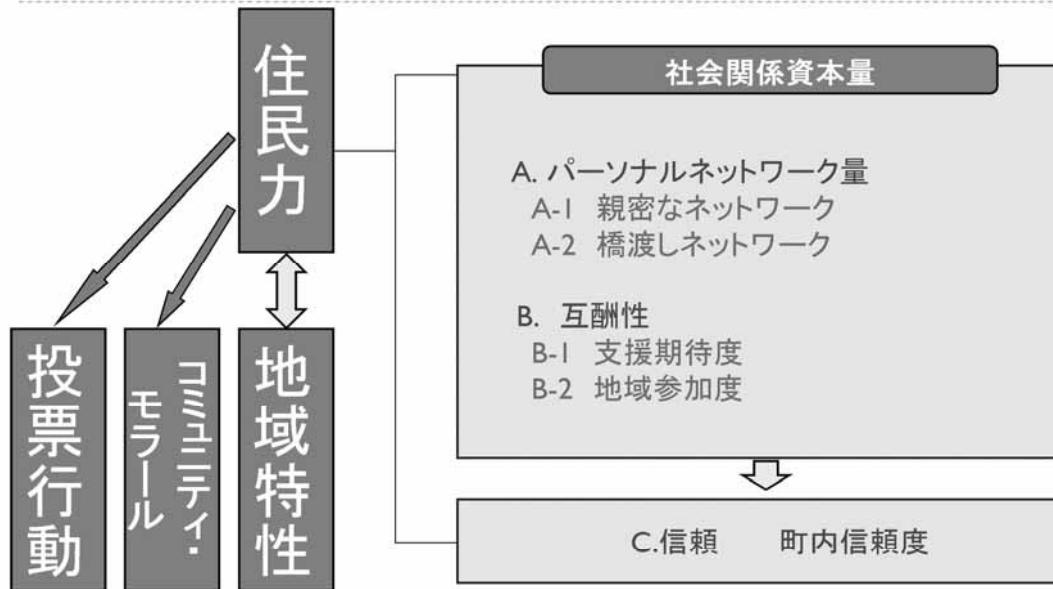 住民力
投票行動
コミュニティ・
モラール
地域特性
社会関係資本量
A. パーソナルネットワーク量
A-1 親密なネットワーク
A-2 橋渡しネットワーク
B. 互酬性
B-1 支援期待度
B-2 地域参加度
C.信頼 町内信頼度